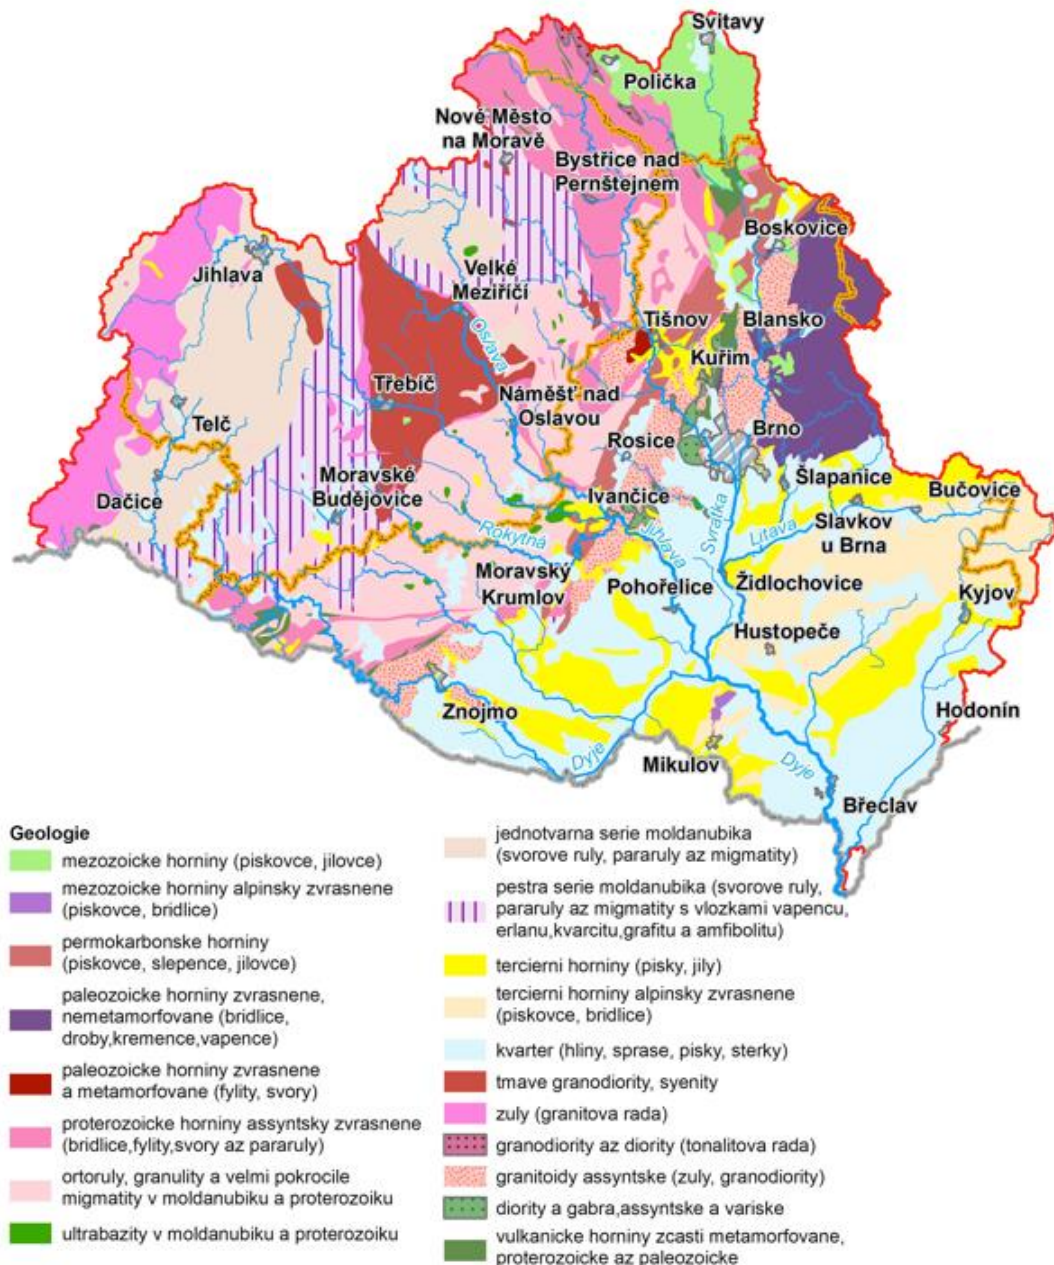 Svitavy
Polička
Nové Město
na Moravě
Bystřice nad
Pernštejnem
Boskovice
Jihlava
Velké
Meziříčí
Oslava
Tišnov
Blansko
Kuřim
Třebíč
Náměšť nad
Oslavou
Telč
Rosice
Brno
Moravské
Budějovice
Dačice
Ivančice
Šlapanice
Bučovice
Rokytná
Jihlava
Svratka
Litava
Slavkov
u Brna
Moravský
Krumlov
Pohořelice
Židlochovice
Kyjov
Hustopeče
Znojmo
Hodonín
Dyje
Mikulov
Dyje
Břeclav
Geologie
mezozoicke horniny (piskovce, jilovce)
mezozoicke horniny alpinsky zvrasnene
(piskovce, bridlice)
permokarbonske horniny
(piskovce, slepence, jilovce)
paleozoicke horniny zvrasnene,
nemetamorfovane (bridlice,
droby,kremence,vapence)
paleozoicke horniny zvrasnene
a metamorfovane (fylity, svory)
proterozoicke horniny assyntsky zvrasnene
(bridlice,fylity,svory az pararuly)
ortoruly, granulity a velmi pokrocile
migmatity v moldanubiku a proterozoiku
ultrabazity v moldanubiku a proterozoiku
jednotvarna serie moldanubika
(svorove ruly, pararuly az migmatity)
pestra serie moldanubika (svorove ruly,
pararuly az migmatity s vlozkami vapencu,
erlanu,kvarcitu,grafitu a amfibolitu)
tercierni horniny (pisky, jily)
tercierni horniny alpinsky zvrasnene
(piskovce, bridlice)
kvarter (hliny, sprase, pisky, sterky)
tmave granodiority, syenity
zuly (granitova rada)
granodiority az diority (tonalitova rada)
granitoidy assyntske (zuly, granodiority)
diority a gabra,assyntske a variske
vulkanicke horniny zcasti metamorfovane,
proterozoicke az paleozoicke